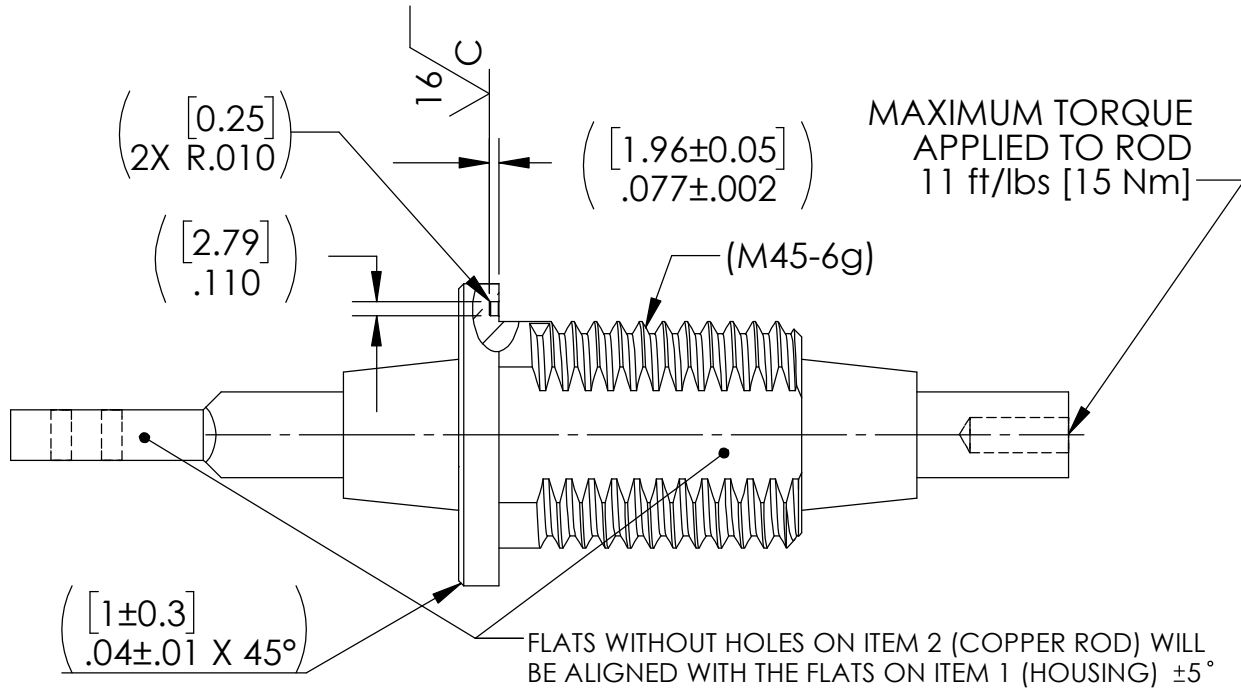 16
C
[0.25]
2X R.010
[1.96±0.05]
.077±.002
MAXIMUM TORQUE
APPLIED TO ROD
11 ft/lbs [15 Nm]
[2.79]
.110
(M45-6g)
[1±0.3]
.04±.01 X 45°
FLATS WITHOUT HOLES ON ITEM 2 (COPPER ROD) WILL
BE ALIGNED WITH THE FLATS ON ITEM 1 (HOUSING) ±5°